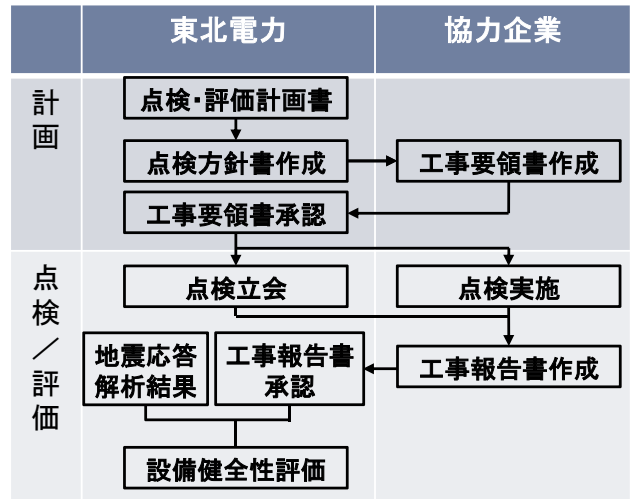 東北電力
協力企業
計画
点検・評価計画書
点検方針書作成
工事要領書作成
工事要領書承認
点検／評価
点検立会
点検実施
地震応答
解析結果
工事報告書
承認
工事報告書作成
設備健全性評価